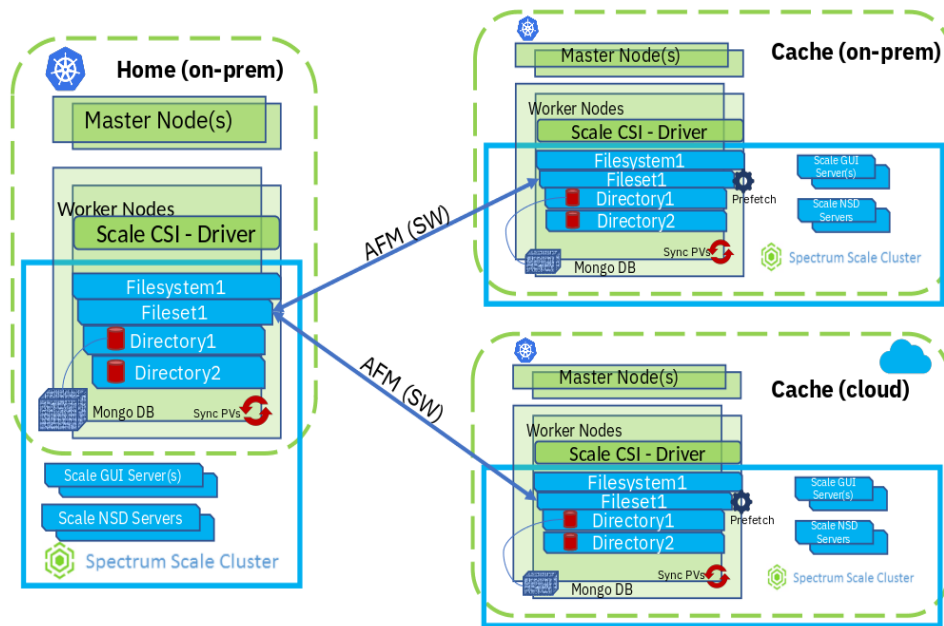 Home (on-prem)
Master Node(s)
Worker Nodes
Scale CSI - Driver
Filesystem1
Fileset1
Directory1
Directory2
Mongo DB
Sync PVs
Scale GUI Server(s)
Scale NSD Servers
Spectrum Scale Cluster
AFM (SW)
AFM (SW)
Cache (on-prem)
Master Node(s)
Worker Nodes
Scale CSI - Driver
Filesystem1
Fileset1
Prefetch
Directory1
Directory2
Sync PVs
Mongo DB
Scale GUI
Server(s)
Scale NSD
Servers
Spectrum Scale Cluster
Cache (cloud)
Master Node(s)
Worker Nodes
Scale CSI - Driver
Filesystem1
Fileset1
Prefetch
Directory1
Directory2
Sync PVs
Mongo DB
Scale GUI
Server(s)
Scale NSD
Servers
Spectrum Scale Cluster